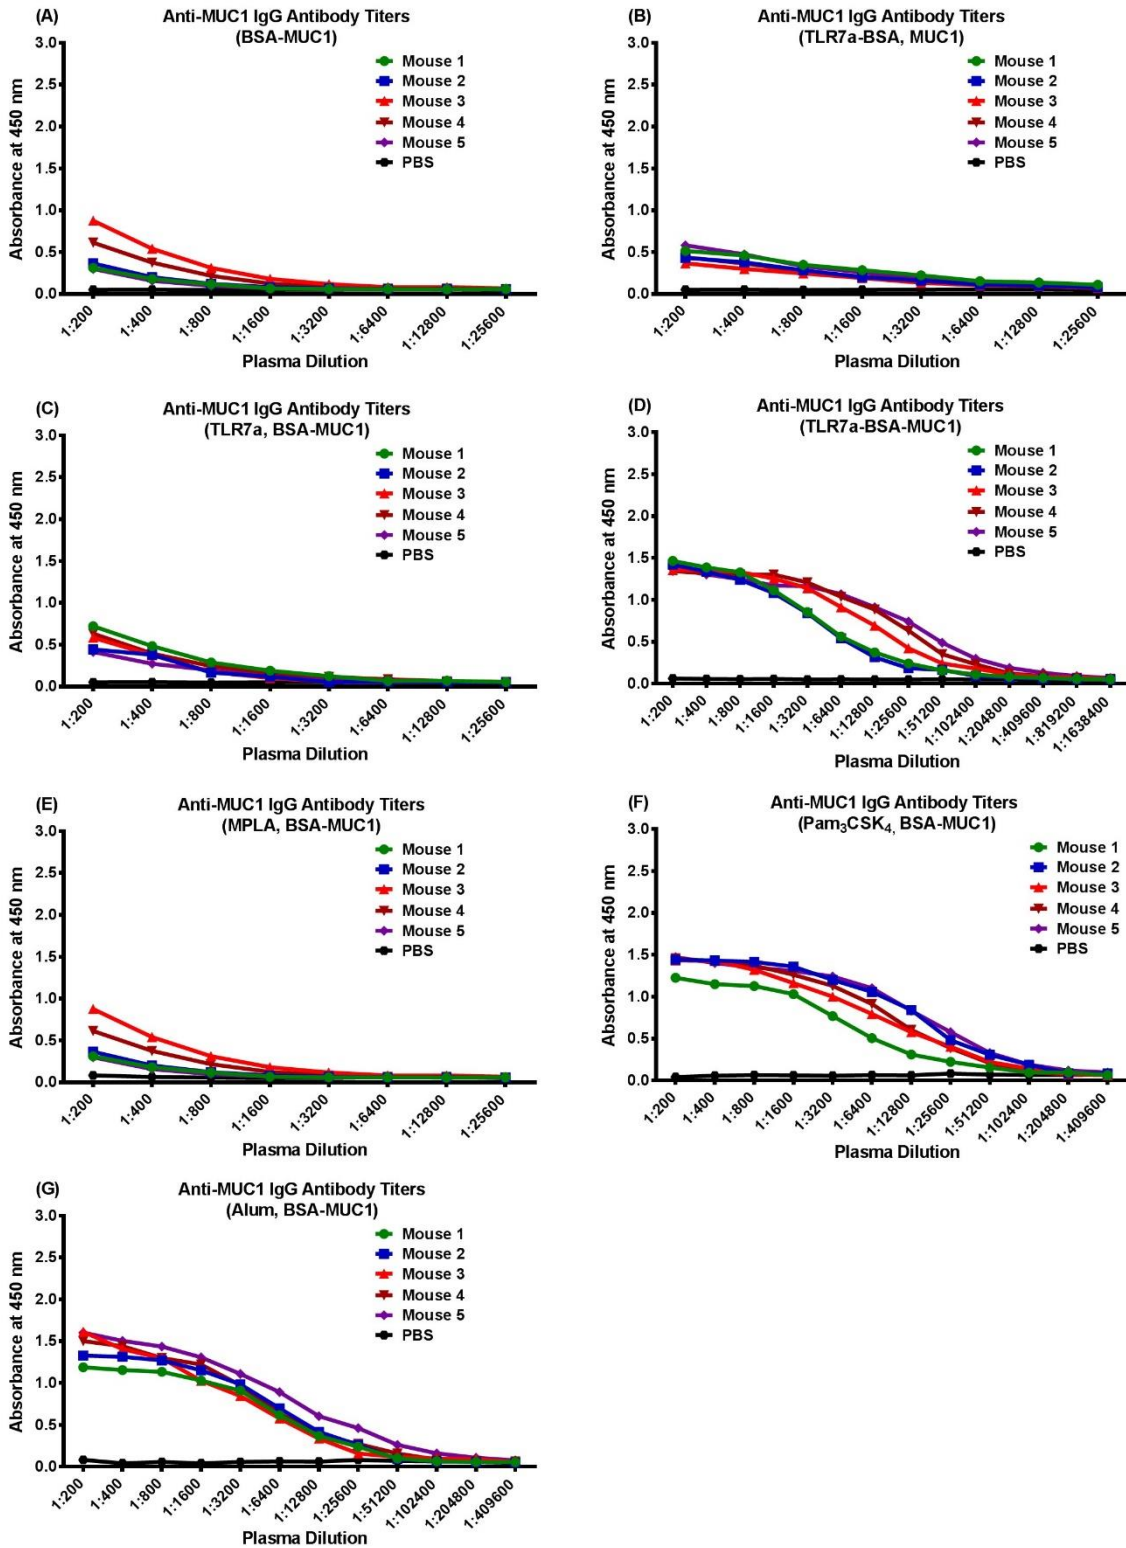 (A)
Anti-MUC1 IgG Antibody Titers
(BSA-MUC1)
Absorbance at 450 nm
3.0
2.5
2.0
1.5
1.0
0.5
0.0
Mouse 1
Mouse 2
Mouse 3
Mouse 4
Mouse 5
PBS
1:200
1:400
1:800
1:1600
1:3200
1:6400
1:12800
1:25600
Plasma Dilution
(B)
Anti-MUC1 IgG Antibody Titers
(TLR7a-BSA, MUC1)
Absorbance at 450 nm
3.0
2.5
2.0
1.5
1.0
0.5
0.0
Mouse 1
Mouse 2
Mouse 3
Mouse 4
Mouse 5
PBS
1:200
1:400
1:800
1:1600
1:3200
1:6400
1:12800
1:25600
Plasma Dilution
(C)
Anti-MUC1 IgG Antibody Titers
(TLR7a, BSA-MUC1)
Absorbance at 450 nm
3.0
2.5
2.0
1.5
1.0
0.5
0.0
Mouse 1
Mouse 2
Mouse 3
Mouse 4
Mouse 5
PBS
1:200
1:400
1:800
1:1600
1:3200
1:6400
1:12800
1:25600
Plasma Dilution
(D)
Anti-MUC1 IgG Antibody Titers
(TLR7a-BSA-MUC1)
Absorbance at 450 nm
3.0
2.5
2.0
1.5
1.0
0.5
0.0
Mouse 1
Mouse 2
Mouse 3
Mouse 4
Mouse 5
PBS
1:200
1:400
1:800
1:1600
1:3200
1:6400
1:12800
1:25600
1:51200
1:102400
1:204800
1:409600
1:819200
1:1638400
Plasma Dilution
(E)
Anti-MUC1 IgG Antibody Titers
(MPLA, BSA-MUC1)
Absorbance at 450 nm
3.0
2.5
2.0
1.5
1.0
0.5
0.0
Mouse 1
Mouse 2
Mouse 3
Mouse 4
Mouse 5
PBS
1:200
1:400
1:800
1:1600
1:3200
1:6400
1:12800
1:25600
Plasma Dilution
(F)
Anti-MUC1 IgG Antibody Titers
(Pam₃CSK₄, BSA-MUC1)
Absorbance at 450 nm
3.0
2.5
2.0
1.5
1.0
0.5
0.0
Mouse 1
Mouse 2
Mouse 3
Mouse 4
Mouse 5
PBS
1:200
1:400
1:800
1:1600
1:3200
1:6400
1:12800
1:25600
1:51200
1:102400
1:204800
1:409600
Plasma Dilution
(G)
Anti-MUC1 IgG Antibody Titers
(Alum, BSA-MUC1)
Absorbance at 450 nm
3.0
2.5
2.0
1.5
1.0
0.5
0.0
Mouse 1
Mouse 2
Mouse 3
Mouse 4
Mouse 5
PBS
1:200
1:400
1:800
1:1600
1:3200
1:6400
1:12800
1:25600
1:51200
1:102400
1:204800
1:409600
Plasma Dilution